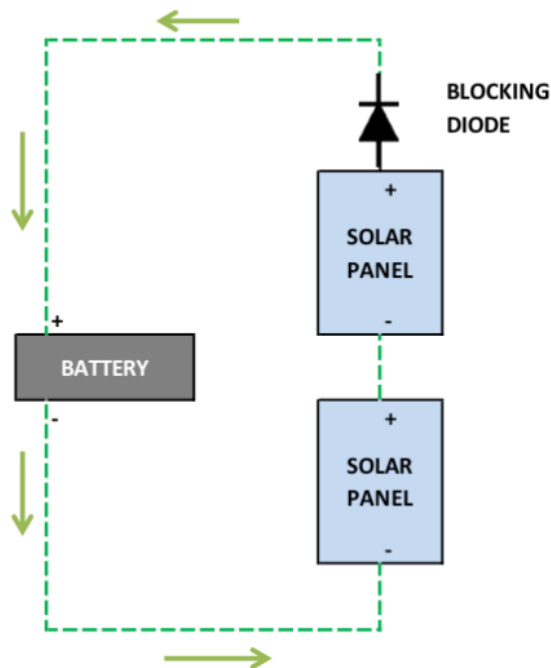 BLOCKING
DIODE
+
SOLAR
PANEL
-
+
BATTERY
-
+
SOLAR
PANEL
-